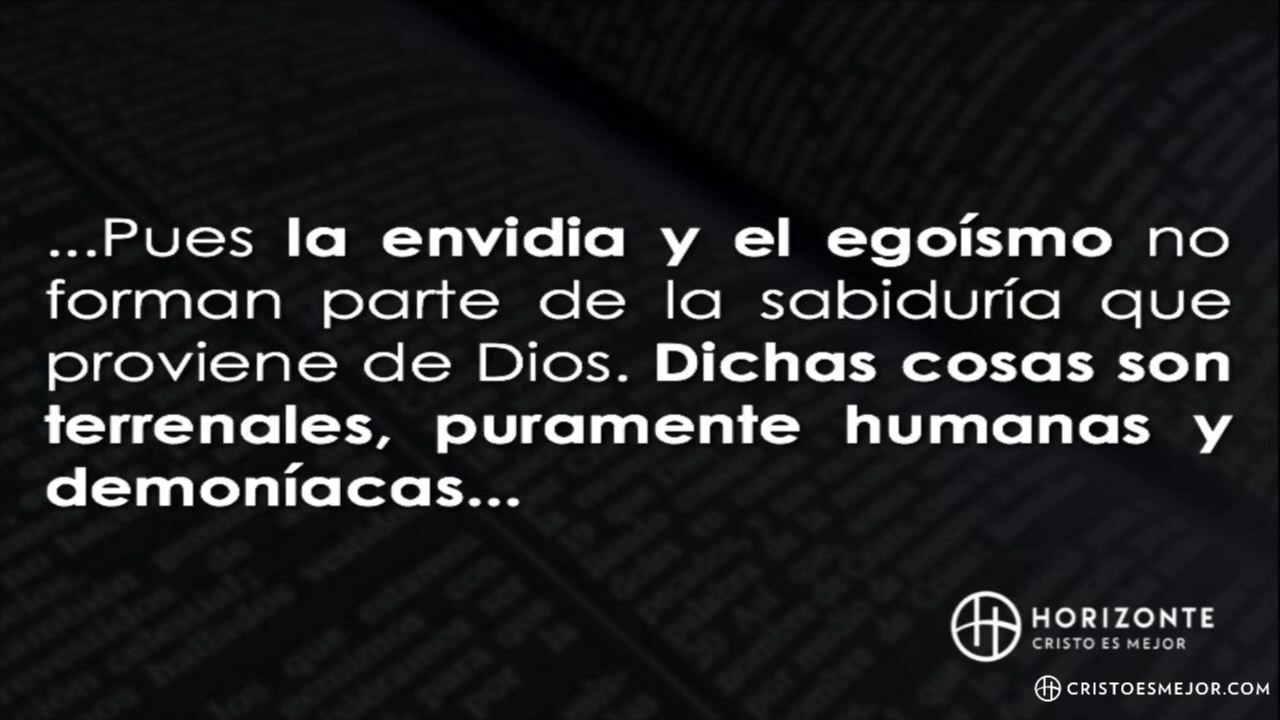 ...Pues la envidia y el egoísmo no
forman parte de la sabiduría que
proviene de Dios. Dichas cosas son
terrenales, puramente humanas y
demoníacas...
HORIZONTE
CRISTO ES MEJOR
CRISTOESMEJOR.COM